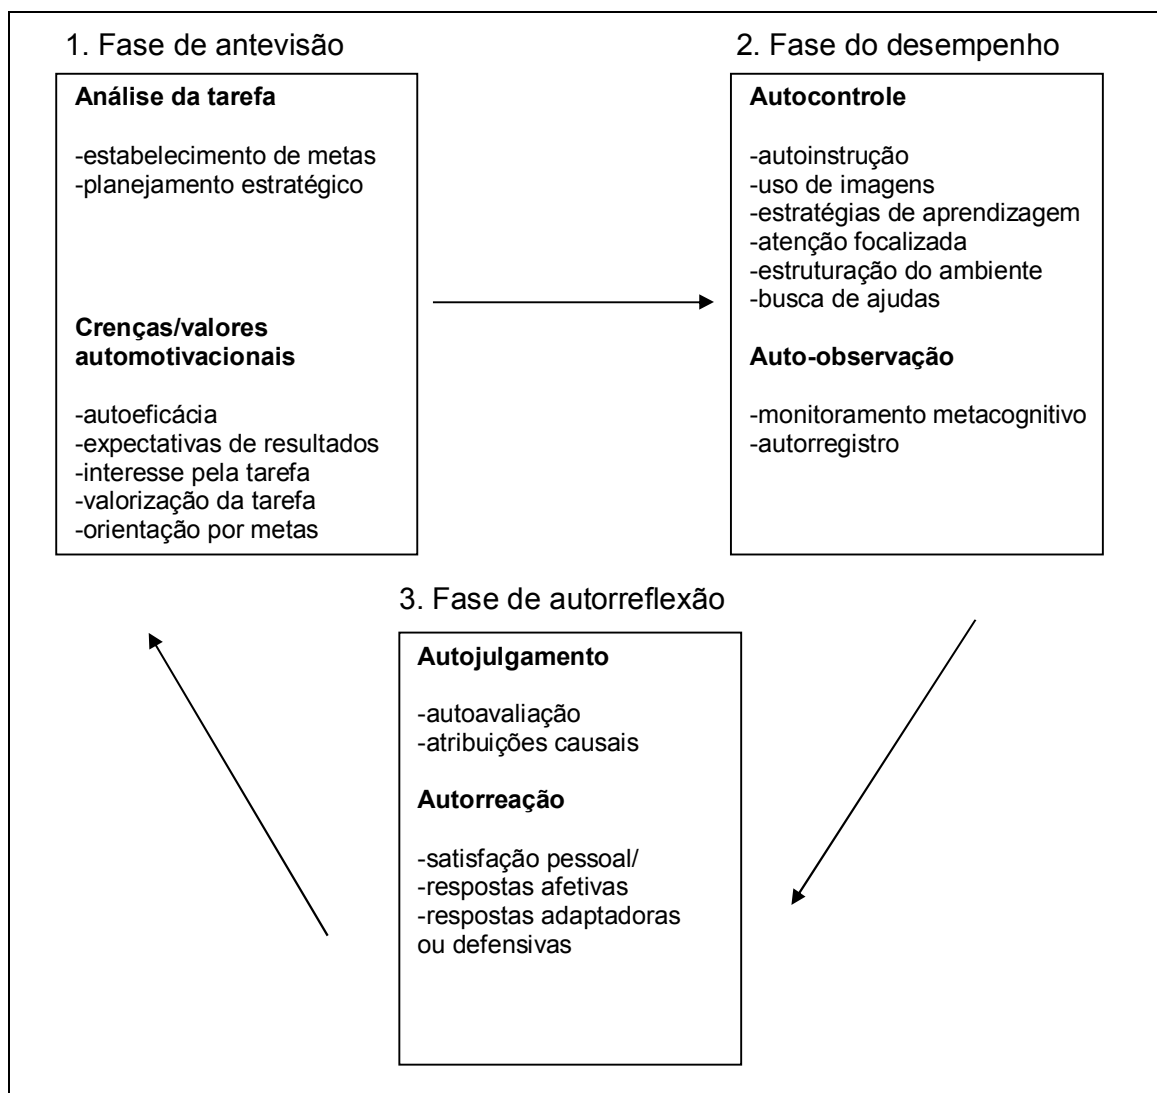 1. Fase de antevisão
Análise da tarefa
-estabelecimento de metas
-planejamento estratégico
Crenças/valores
automotivacionais
-autoeficácia
-expectativas de resultados
-interesse pela tarefa
-valorização da tarefa
-orientação por metas
2. Fase do desempenho
Autocontrole
-autoinstrução
-uso de imagens
-estratégias de aprendizagem
-atenção focalizada
-estruturação do ambiente
-busca de ajudas
Auto-observação
-monitoramento metacognitivo
-autorregistro
3. Fase de autorreflexão
Autojulgamento
-autoavaliação
-atribuições causais
Autorreação
-satisfação pessoal/
-respostas afetivas
-respostas adaptadoras
ou defensivas